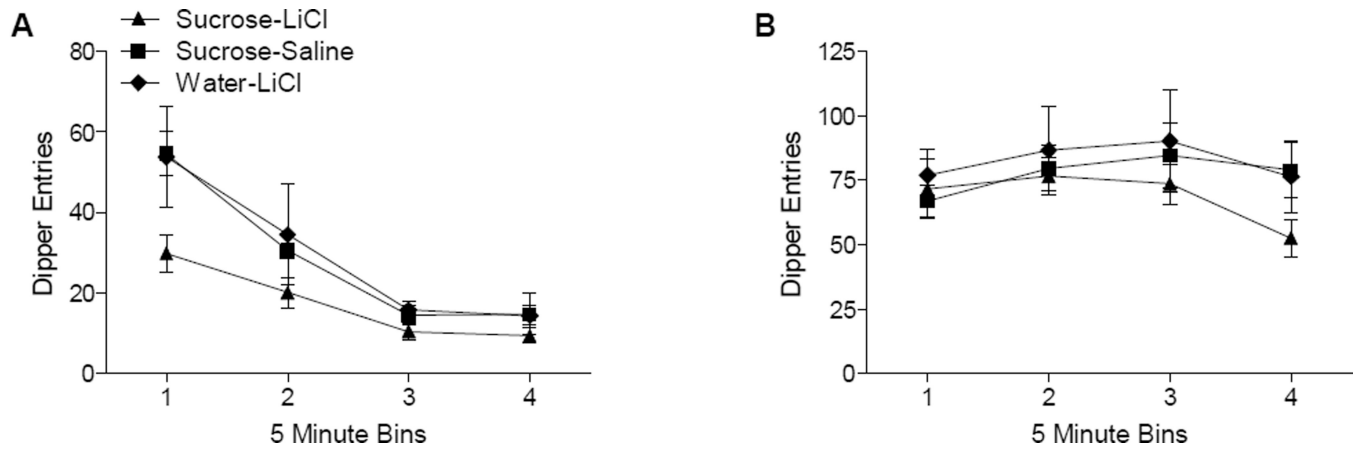 A
Sucrose-LiCl
Sucrose-Saline
Water-LiCl
Dipper Entries
80
60
40
20
0
1 2 3 4
5 Minute Bins
B
Dipper Entries
125
100
75
50
25
0
1 2 3 4
5 Minute Bins